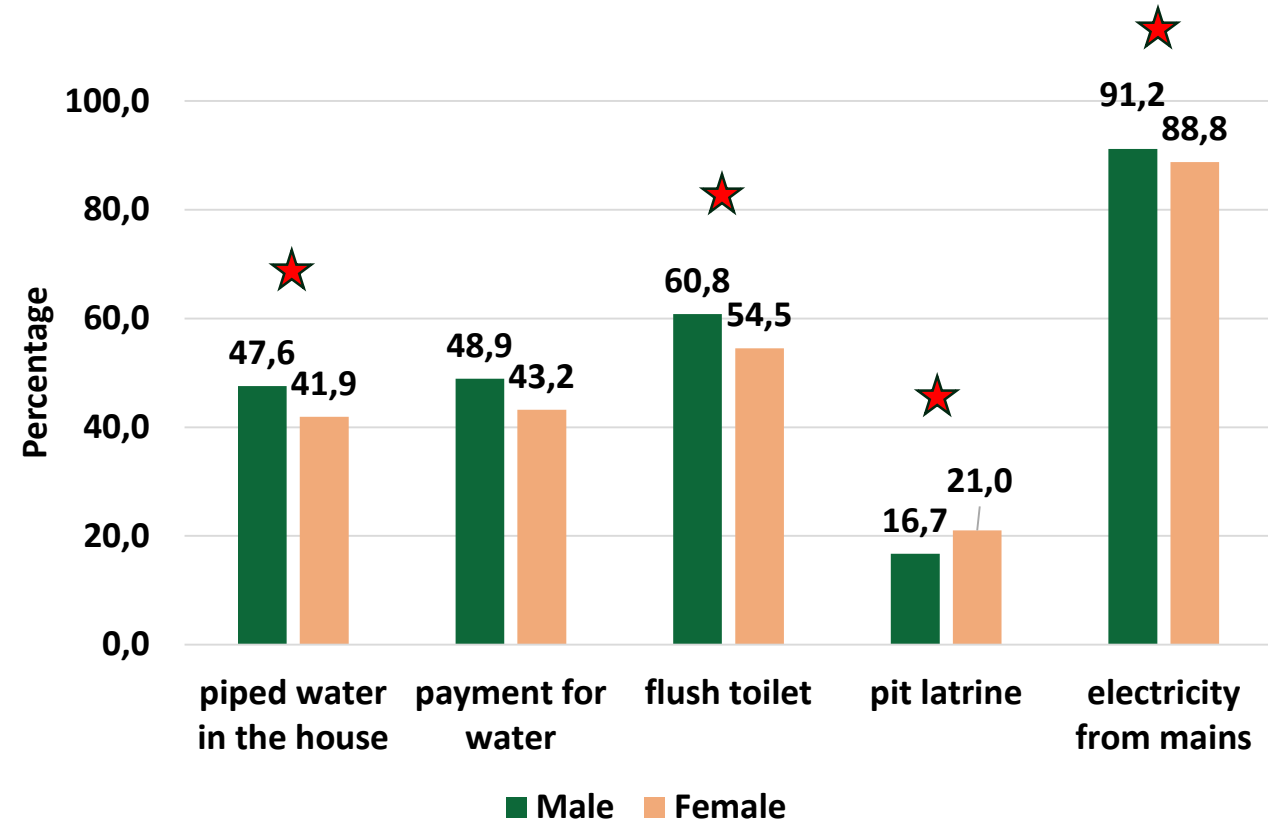 100,0
80,0
60,0
40,0
20,0
0,0
Percentage
47,6
41,9
48,9
43,2
60,8
54,5
16,7
21,0
91,2
88,8
piped water
in the house
payment for
water
flush toilet
pit latrine
electricity
from mains
Male
Female